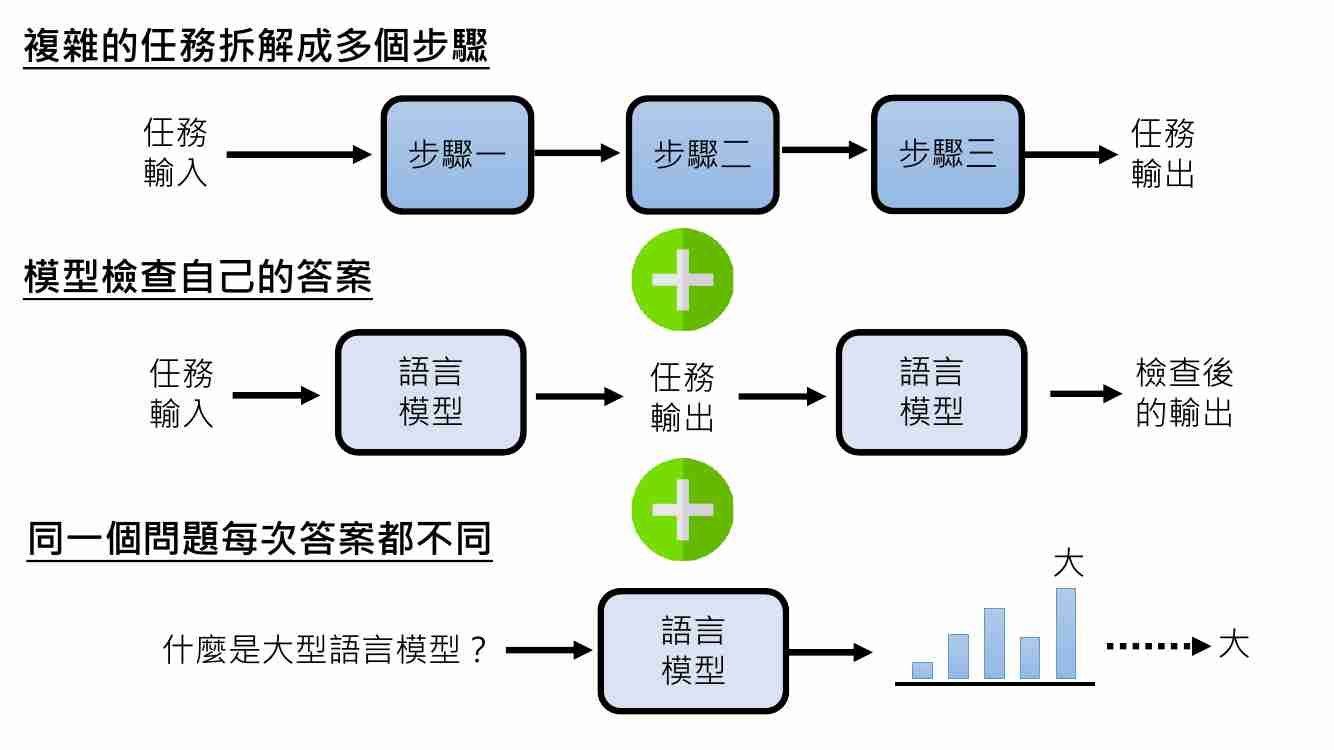 複雜的任務拆解成多個步驟
任務
輸入
步驟一
步驟二
步驟三
任務
輸出
模型檢查自己的答案
任務
輸入
語言
模型
任務
輸出
語言
模型
檢查後
的輸出
同一個問題每次答案都不同
什麼是大型語言模型？
語言
模型
大
大